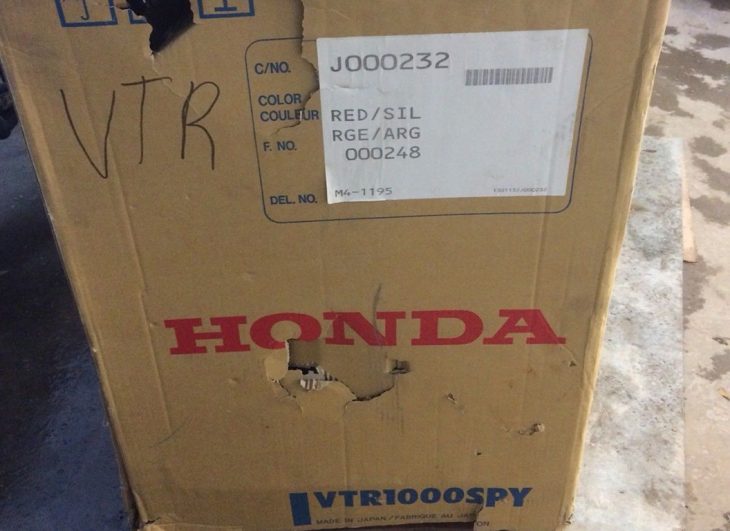 VTR
C/NO. J000232
COLOR
COULEUR RED/SIL
RGE/ARG
F. NO. 000248
DEL. NO. M4-1195
HONDA
VTR1000SPY
MADE IN JAPAN / FABRIQUE AU